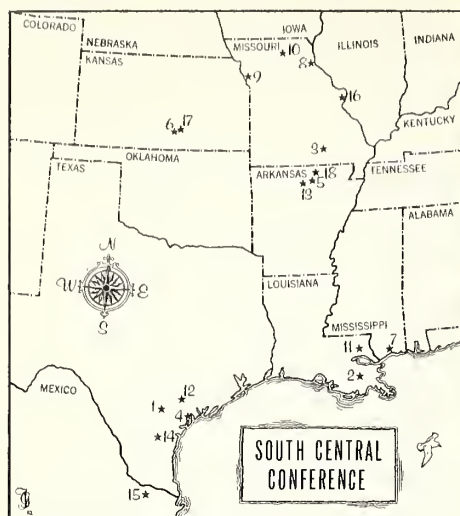 COLORADO
IOWA
NEBRASKA
MISSOURI ★10
ILLINOIS
INDIANA
KANSAS
8★
★9
★16
6★★17
KENTUCKY
3★
OKLAHOMA
ARKANSAS ★18
★★5
13
TENNESSEE
TEXAS
ALABAMA
N
W E
S
LOUISIANA
MISSISSIPPI
11★ ★7
2★
MEXICO
★12
1★
4★
★14
15★
SOUTH CENTRAL
CONFERENCE